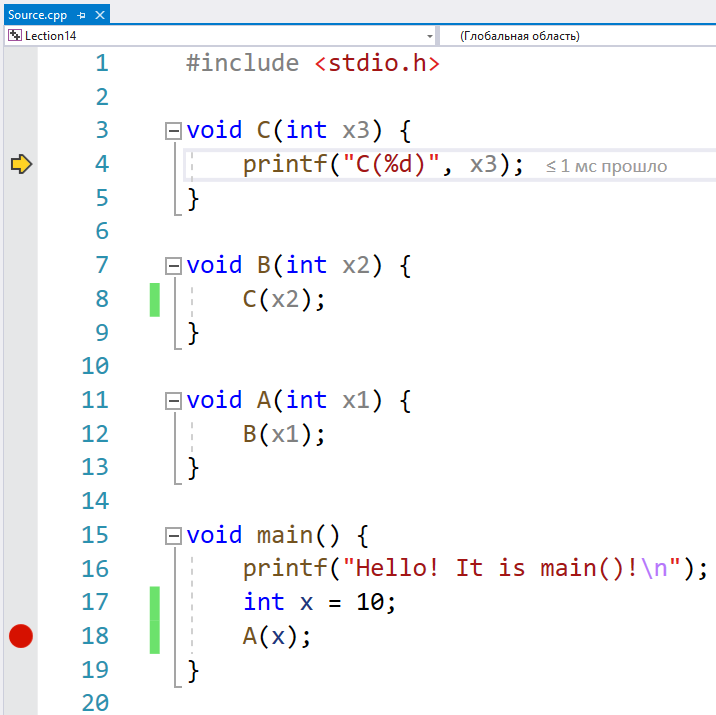 Source.cpp
Lection14 (Глобальная область)
1 #include <stdio.h>
2
3 void C(int x3) {
4 printf("C(%d)", x3); ≤ 1 мс прошло
5 }
6
7 void B(int x2) {
8 C(x2);
9 }
10
11 void A(int x1) {
12 B(x1);
13 }
14
15 void main() {
16 printf("Hello! It is main()!\n");
17 int x = 10;
18 A(x);
19 }
20